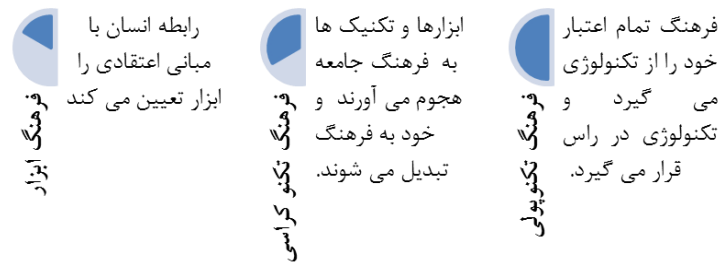 فرهنگ تمام اعتبار
خود را از تکنولوژی
می گیرد و
تکنولوژی در راس
قرار می گیرد.
فرهنگ تکنوپولی
ابزارها و تکنیک ها
به فرهنگ جامعه
هجوم می آورند و
خود به فرهنگ
تبدیل می شوند.
فرهنگ تکنو کراسی
رابطه انسان با
مبانی اعتقادی را
ابزار تعیین می کند
فرهنگ ابزار